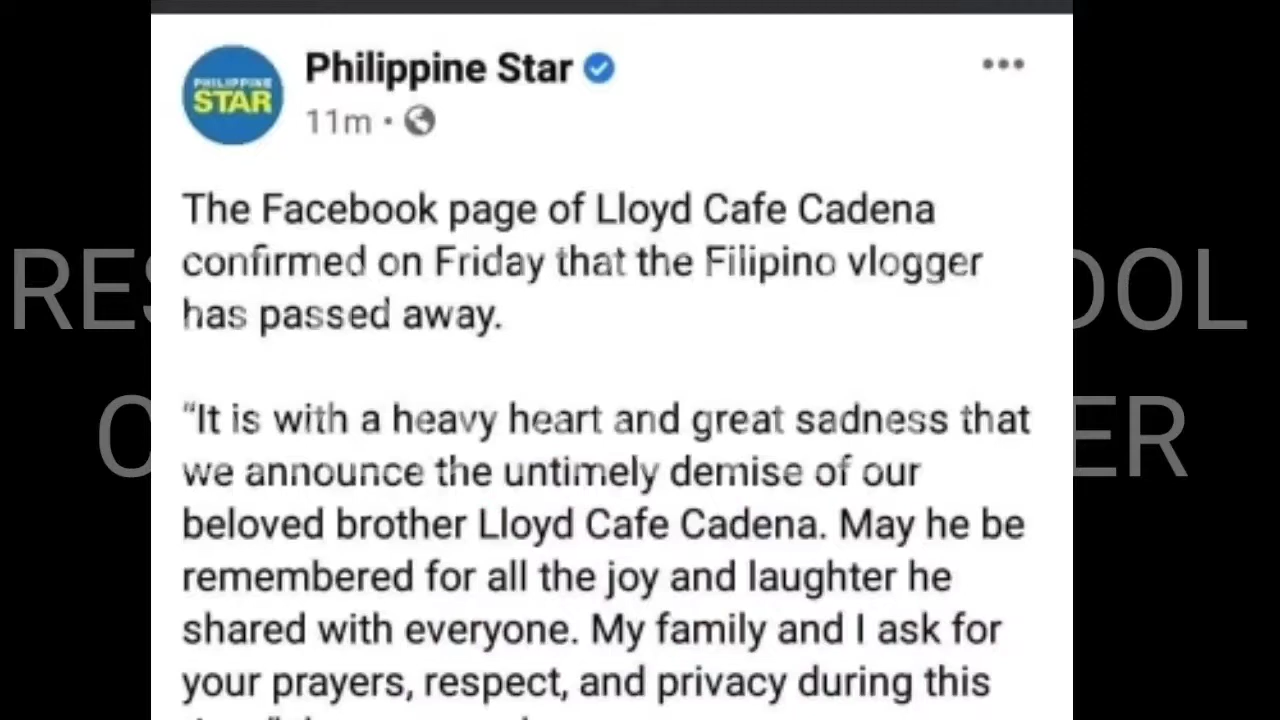 PHILIPPINE
STAR
Philippine Star
11m •
The Facebook page of Lloyd Cafe Cadena
confirmed on Friday that the Filipino vlogger
has passed away.
“It is with a heavy heart and great sadness that
we announce the untimely demise of our
beloved brother Lloyd Cafe Cadena. May he be
remembered for all the joy and laughter he
shared with everyone. My family and I ask for
your prayers, respect, and privacy during this